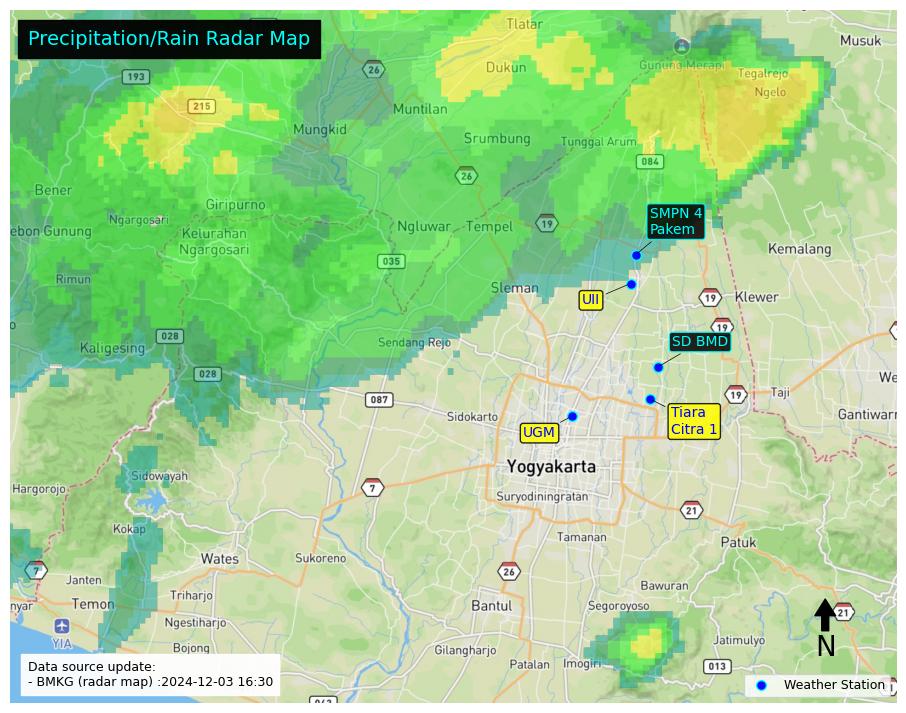 Precipitation/Rain Radar Map
Tlatar
Musuk
26
193
Dukun
Gunung Merapi
Tegalrejo
Ngelo
215
Muntilan
Mungkid
Srumbung
Tunggal Arum
084
26
Bener
Giripurno
Ngargosari
Kelurahan
Ngargosari
Ngluwar
Tempel
19
SMPN 4
Pakem
Kemalang
035
Rimun
Sleman
UII
19
Klewer
19
028
Kaligesing
Sendang Rejo
SD BMD
028
087
19
Taji
Sidokarto
Tiara
Citra 1
UGM
Yogyakarta
Sidowayah
Hargorojo
7
Suryodiningratan
21
Kokap
Tamanan
Patuk
Wates
Sukoreno
7
26
Janten
Bawuran
Triharjo
Temon
Bantul
Segoroyoso
21
Ngestiharjo
YIA
N
Jatimulyo
Bojong
Gilangharjo
Patalan
Imogiri
013
Data source update:
- BMKG (radar map) :2024-12-03 16:30
Weather Station